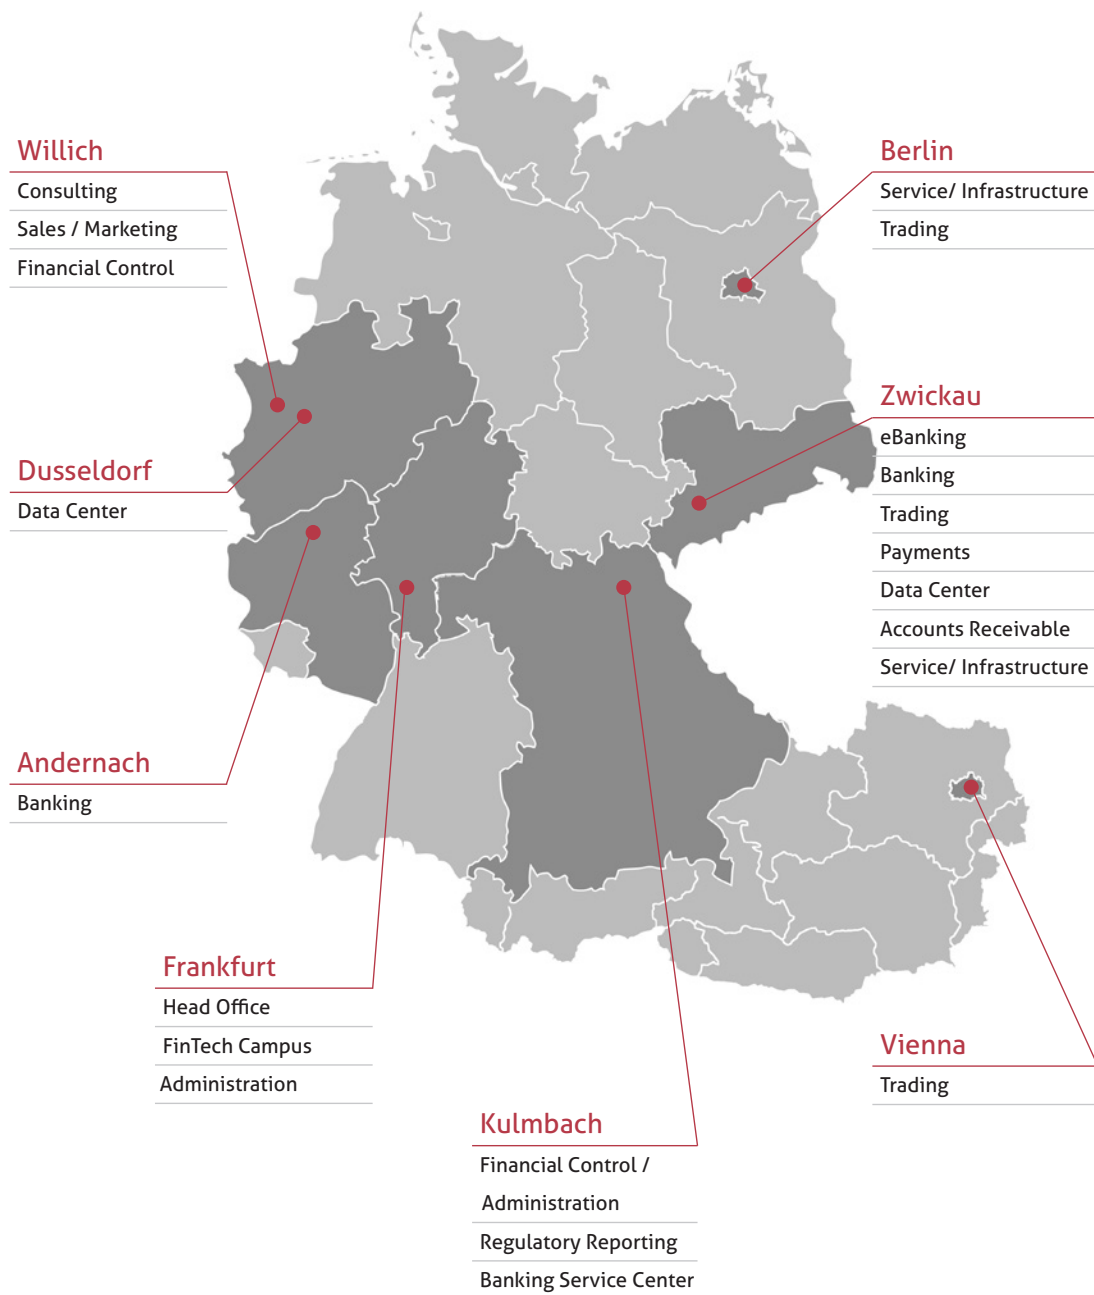 Willich
Consulting
Sales / Marketing
Financial Control
Berlin
Service/ Infrastructure
Trading
Zwickau
eBanking
Banking
Trading
Payments
Data Center
Accounts Receivable
Service/ Infrastructure
Dusseldorf
Data Center
Andernach
Banking
Frankfurt
Head Office
FinTech Campus
Administration
Vienna
Trading
Kulmbach
Financial Control /
Administration
Regulatory Reporting
Banking Service Center